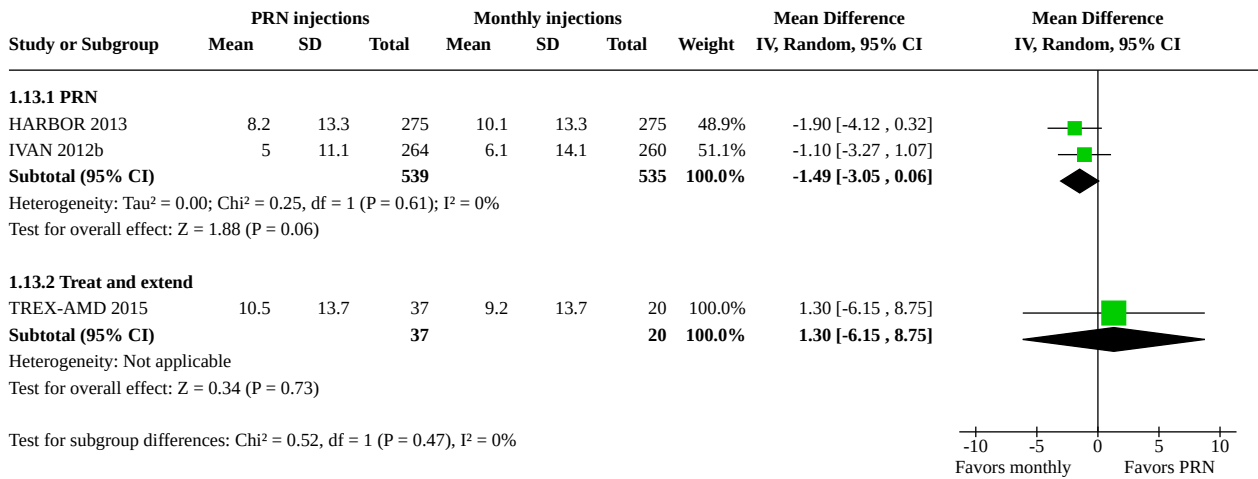 PRN injections Monthly injections Mean Difference Mean Difference
Study or Subgroup Mean SD Total Mean SD Total Weight IV, Random, 95% CI IV, Random, 95% CI
1.13.1 PRN
HARBOR 2013 8.2 13.3 275 10.1 13.3 275 48.9% -1.90 [-4.12 , 0.32]
IVAN 2012b 5 11.1 264 6.1 14.1 260 51.1% -1.10 [-3.27 , 1.07]
Subtotal (95% CI) 539 535 100.0% -1.49 [-3.05 , 0.06]
Heterogeneity: Tau² = 0.00; Chi² = 0.25, df = 1 (P = 0.61); I² = 0%
Test for overall effect: Z = 1.88 (P = 0.06)
1.13.2 Treat and extend
TREX-AMD 2015 10.5 13.7 37 9.2 13.7 20 100.0% 1.30 [-6.15 , 8.75]
Subtotal (95% CI) 37 20 100.0% 1.30 [-6.15 , 8.75]
Heterogeneity: Not applicable
Test for overall effect: Z = 0.34 (P = 0.73)
Test for subgroup differences: Chi² = 0.52, df = 1 (P = 0.47), I² = 0%
-10 -5 0 5 10
Favors monthly Favors PRN